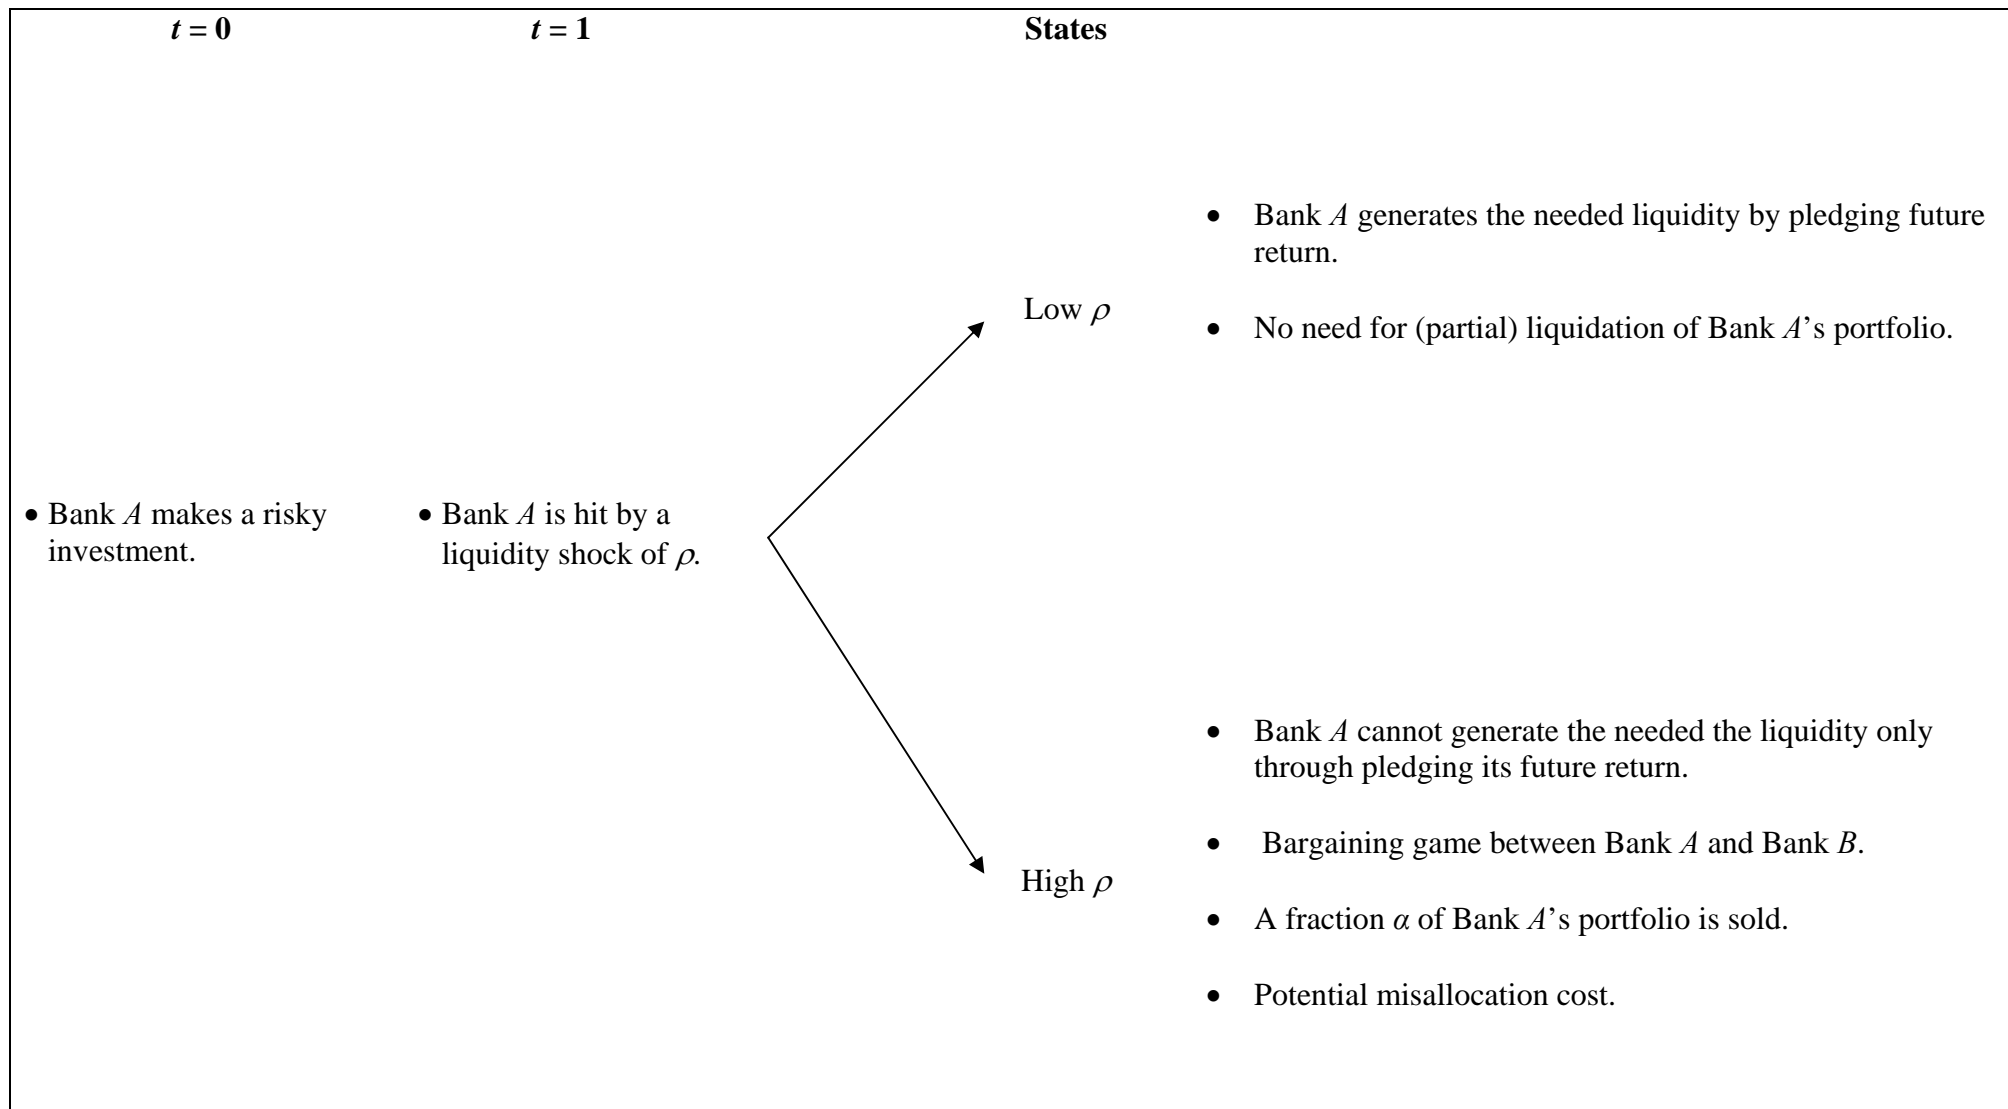 t = 0
t = 1
States
• Bank A makes a risky
investment.
• Bank A is hit by a
liquidity shock of ρ.
Low ρ
• Bank A generates the needed liquidity by pledging future
return.
• No need for (partial) liquidation of Bank A’s portfolio.
High ρ
• Bank A cannot generate the needed the liquidity only
through pledging its future return.
• Bargaining game between Bank A and Bank B.
• A fraction α of Bank A’s portfolio is sold.
• Potential misallocation cost.